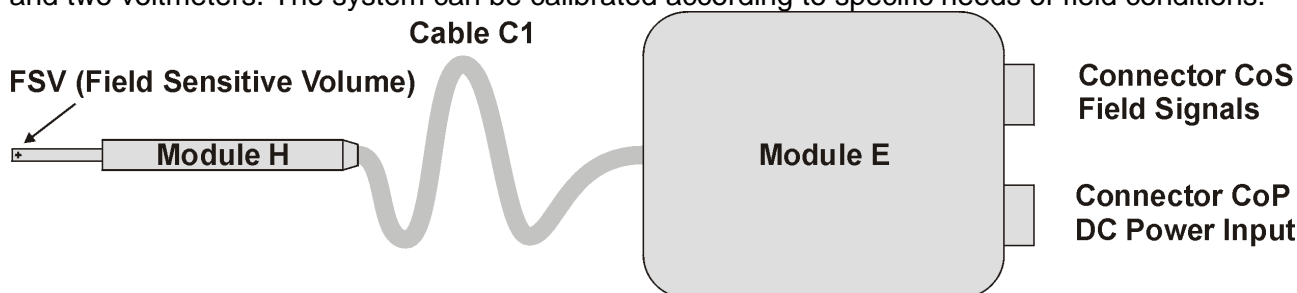 and two voltmeters. The system can be calibrated according to specific needs of field conditions.
Cable C1
FSV (Field Sensitive Volume)
Module H
Module E
Connector CoS
Field Signals
Connector CoP
DC Power Input